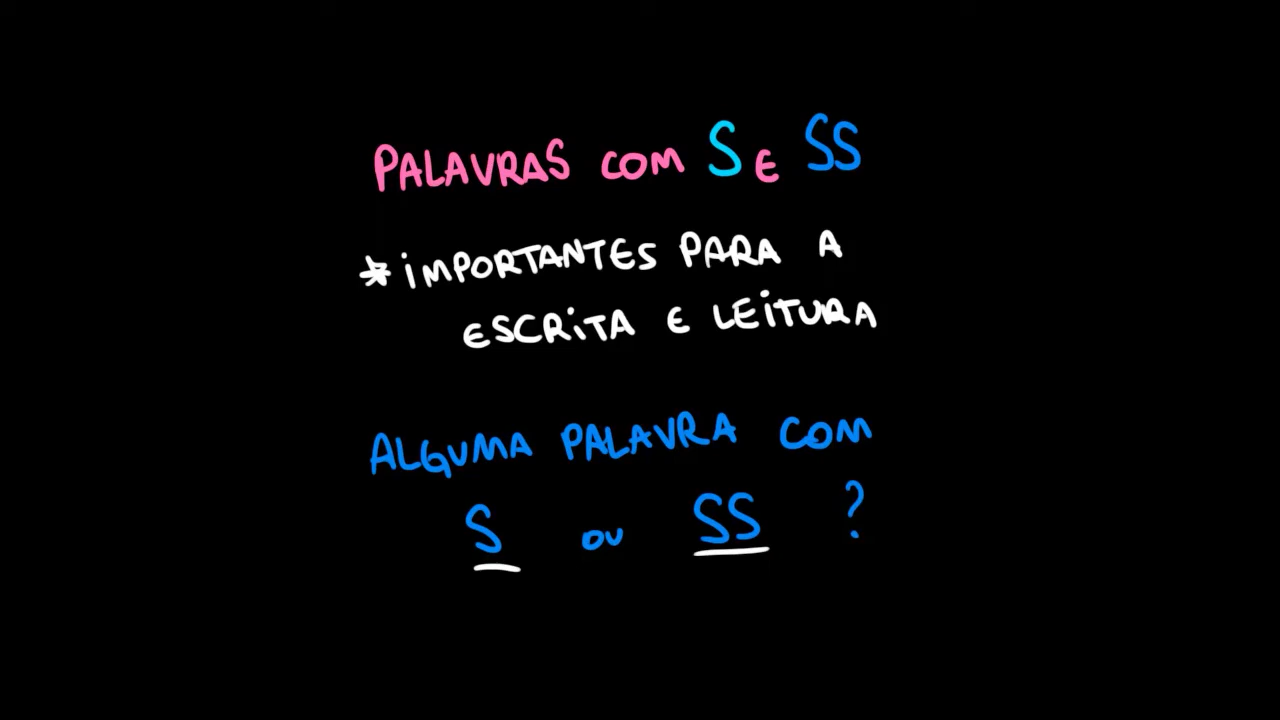 PALAVRAS COM S E SS
*IMPORTANTES PARA A
ESCRITA E LEITURA
ALGUMA PALAVRA COM
S OU SS ?